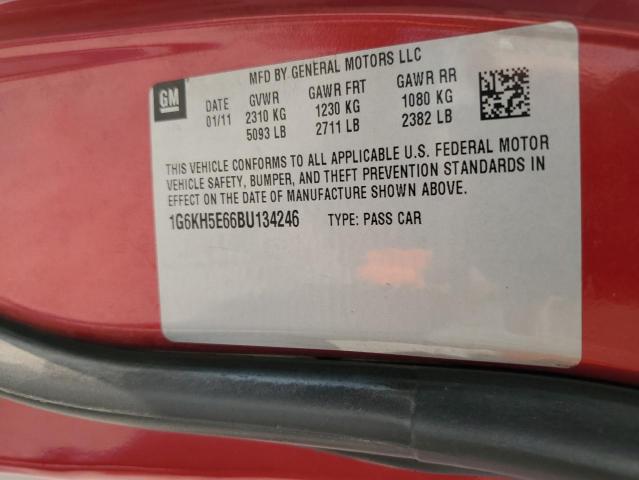 MFD BY GENERAL MOTORS LLC
GM
DATE GVWR GAWR FRT GAWR RR
01/11 2310 KG 1230 KG 1080 KG
5093 LB 2711 LB 2382 LB
THIS VEHICLE CONFORMS TO ALL APPLICABLE U.S. FEDERAL MOTOR
VEHICLE SAFETY, BUMPER, AND THEFT PREVENTION STANDARDS IN
EFFECT ON THE DATE OF MANUFACTURE SHOWN ABOVE.
1G6KH5E66BU134246 TYPE: PASS CAR